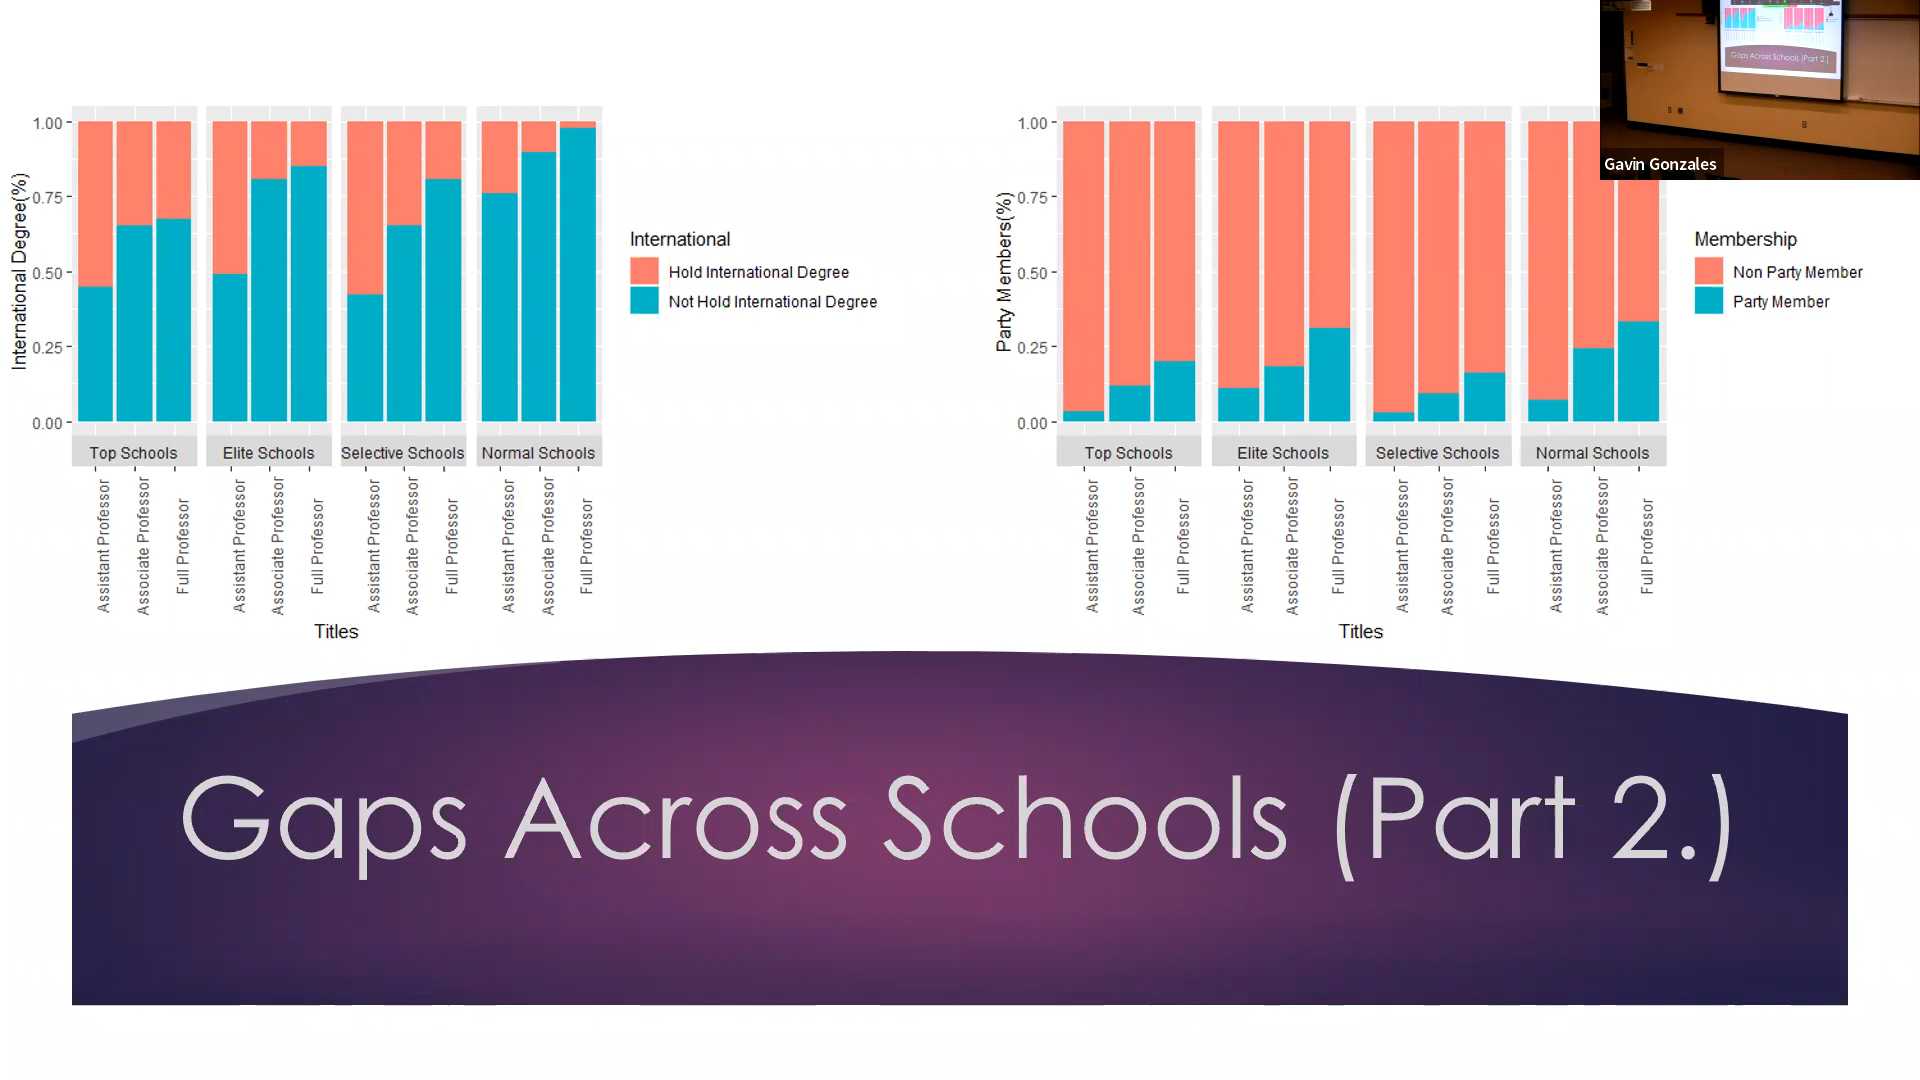 1.00
0.75
0.50
0.25
0.00
International Degree(%)
Top Schools
Elite Schools
Selective Schools
Normal Schools
Assistant Professor
Associate Professor
Full Professor
Assistant Professor
Associate Professor
Full Professor
Assistant Professor
Associate Professor
Full Professor
Assistant Professor
Associate Professor
Full Professor
Titles
International
Hold International Degree
Not Hold International Degree
1.00
0.75
0.50
0.25
0.00
Party Members(%)
Top Schools
Elite Schools
Selective Schools
Normal Schools
Assistant Professor
Associate Professor
Full Professor
Assistant Professor
Associate Professor
Full Professor
Assistant Professor
Associate Professor
Full Professor
Assistant Professor
Associate Professor
Full Professor
Titles
Membership
Non Party Member
Party Member
Gaps Across Schools (Part 2.)
Gavin Gonzales
Gaps Across Schools (Part 2.)